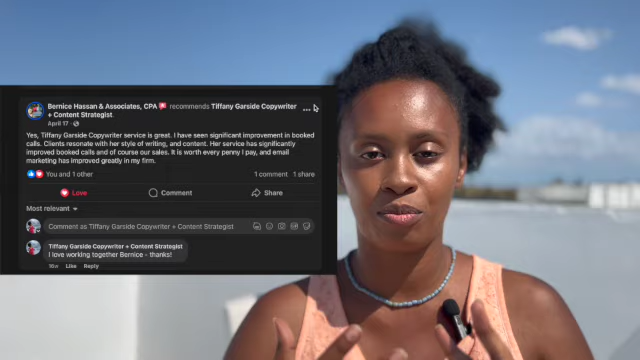 Bernice Hassan & Associates, CPA recommends Tiffany Garside Copywriter
+ Content Strategist.
April 17
Yes, Tiffany Garside Copywriter service is great. I have seen significant improvement in booked
calls. Clients resonate with her style of writing, and content. Her service has significantly
improved booked calls and of course our sales. It is worth every penny I pay, and email
marketing has improved greatly in my firm.
You and 1 other
1 comment 1 share
Love Comment Share
Most relevant
Comment as Tiffany Garside Copywriter + Content Strategist
Tiffany Garside Copywriter + Content Strategist
I love working together Bernice - thanks!
Like Reply